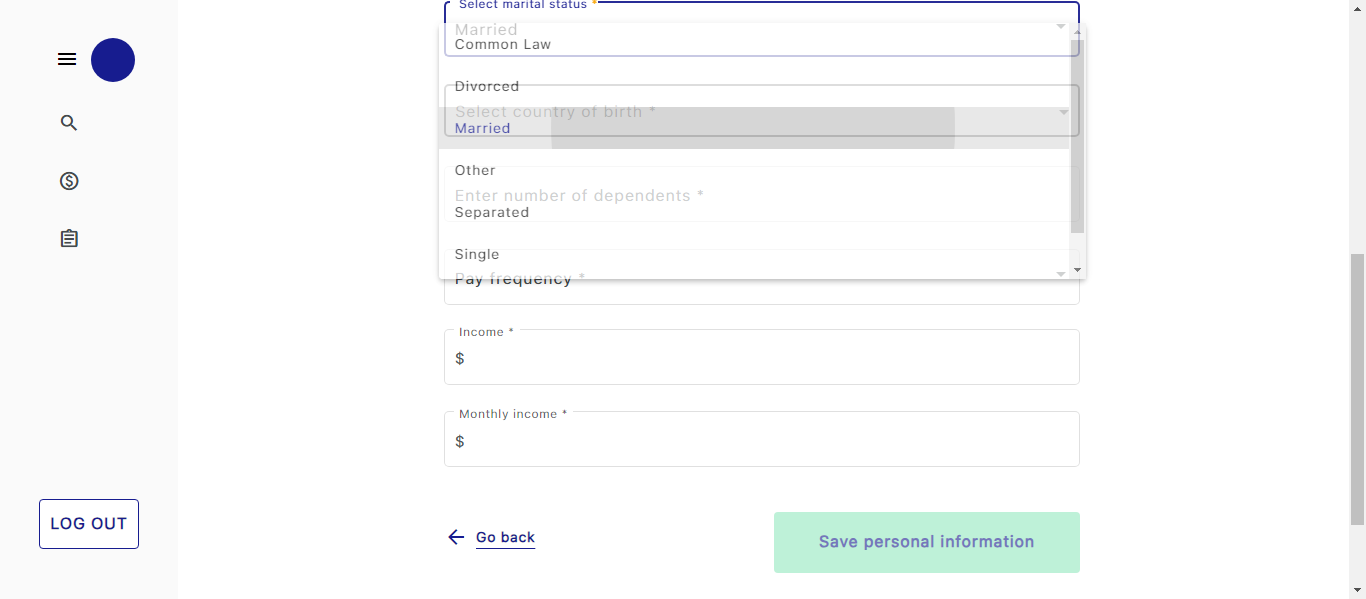 Select marital status *
Married
Common Law
Divorced
Select country of birth *
Married
Other
Enter number of dependents *
Separated
Single
Pay frequency *
Income *
$
Monthly income *
$
LOG OUT
Go back
Save personal information